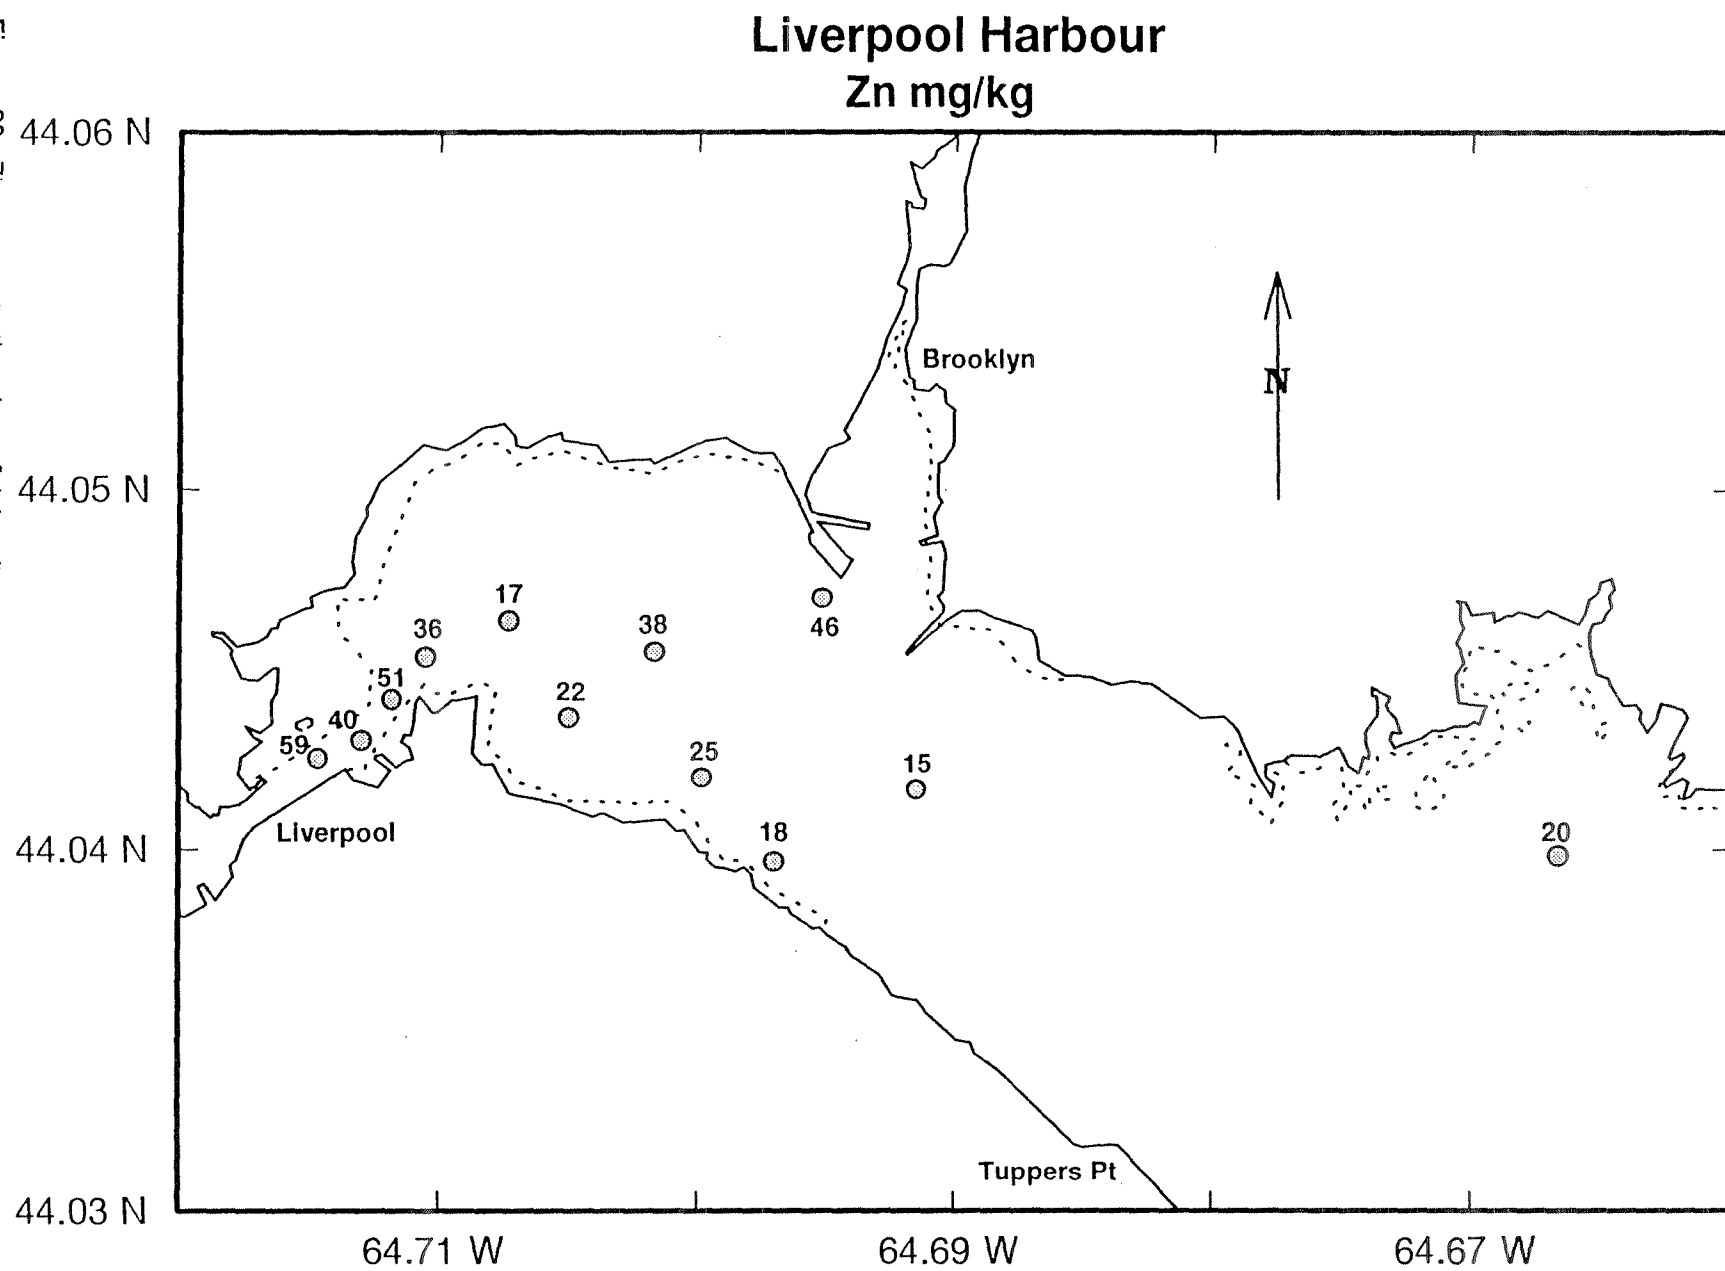 Liverpool Harbour
Zn mg/kg
44.06 N
Brooklyn
N
44.05 N
17
36
38
46
51
22
40
59
25
15
Liverpool
18
20
44.04 N
Tuppers Pt
44.03 N
64.71 W
64.69 W
64.67 W